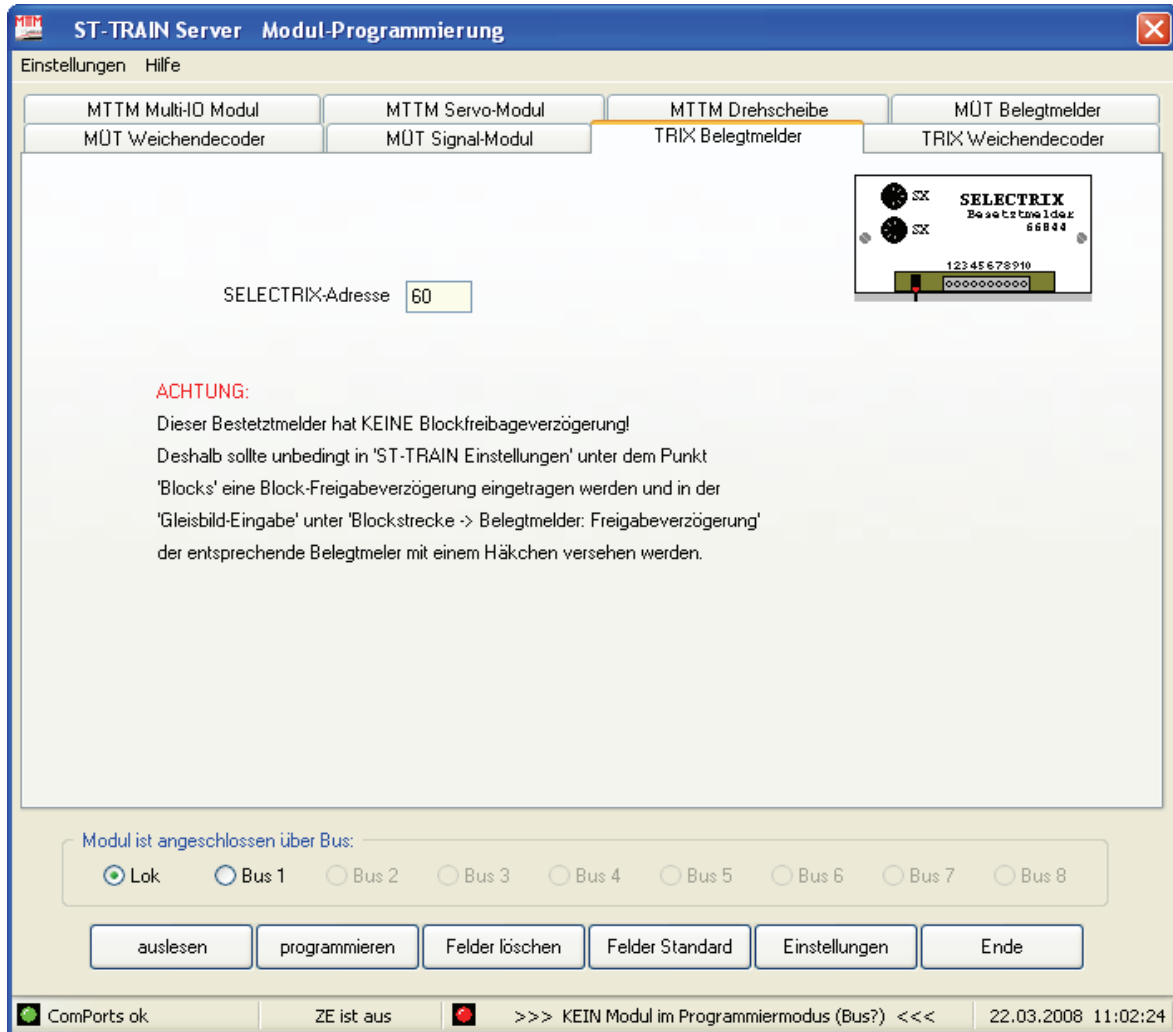 MTTM
ST-TRAIN Server Modul-Programmierung
Einstellungen Hilfe
MTTM Multi-IO Modul MTTM Servo-Modul MTTM Drehscheibe MÜT Belegtmelder
MÜT Weichendecoder MÜT Signal-Modul TRIX Belegtmelder TRIX Weichendecoder
SX SELECTRIX
Besetztmelder
SX 66844
12345678910
SELECTRIX-Adresse 60
ACHTUNG:
Dieser Bestetztmelder hat KEINE Blockfreibageverzögerung!
Deshalb sollte unbedingt in 'ST-TRAIN Einstellungen' unter dem Punkt
'Blocks' eine Block-Freigabeverzögerung eingetragen werden und in der
'Gleisbild-Eingabe' unter 'Blockstrecke -> Belegtmelder: Freigabeverzögerung'
der entsprechende Belegtmeler mit einem Häkchen versehen werden.
Modul ist angeschlossen über Bus:
Lok Bus 1 Bus 2 Bus 3 Bus 4 Bus 5 Bus 6 Bus 7 Bus 8
auslesen programmieren Felder löschen Felder Standard Einstellungen Ende
ComPorts ok ZE ist aus >>> KEIN Modul im Programmiermodus (Bus?) <<< 22.03.2008 11:02:24